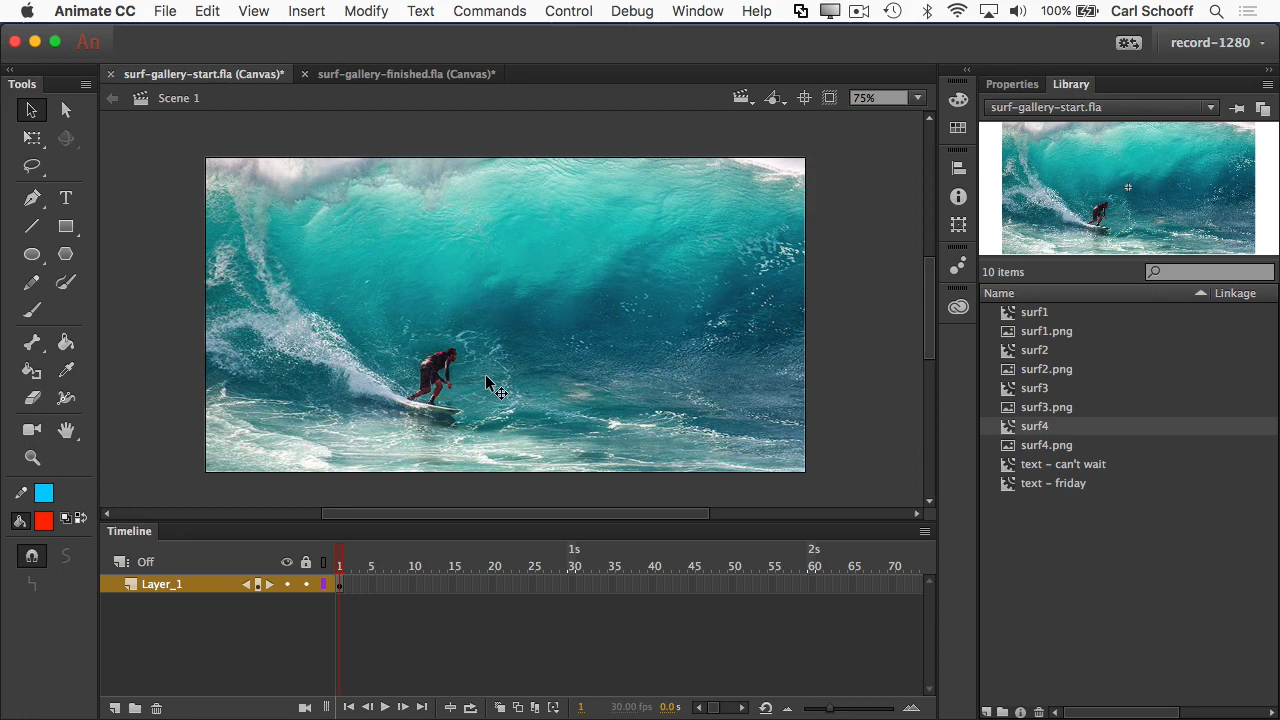 Animate CC File Edit View Insert Modify Text Commands Control Debug Window Help 100% Carl Schooff
An record-1280
Tools
surf-gallery-start.fla (Canvas)* surf-gallery-finished.fla (Canvas)*
Properties Library
Scene 1 75%
surf-gallery-start.fla
T
10 items
Name Linkage
surf1
surf1.png
surf2
surf2.png
surf3
surf3.png
surf4
surf4.png
text - can't wait
text - friday
Timeline
1s 2s
Off 1 5 10 15 20 25 30 35 40 45 50 55 60 65 70
Layer_1
1 30.00 fps 0.0 s